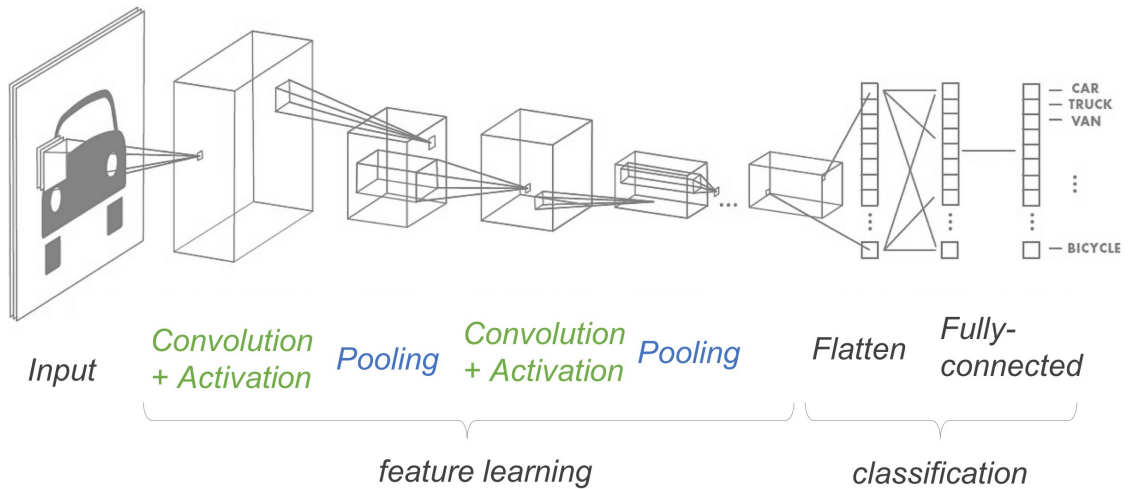 CAR
TRUCK
VAN
...
BICYCLE
Input
Convolution
+ Activation
Pooling
Convolution
+ Activation
Pooling
Flatten
Fully-
connected
feature learning
classification